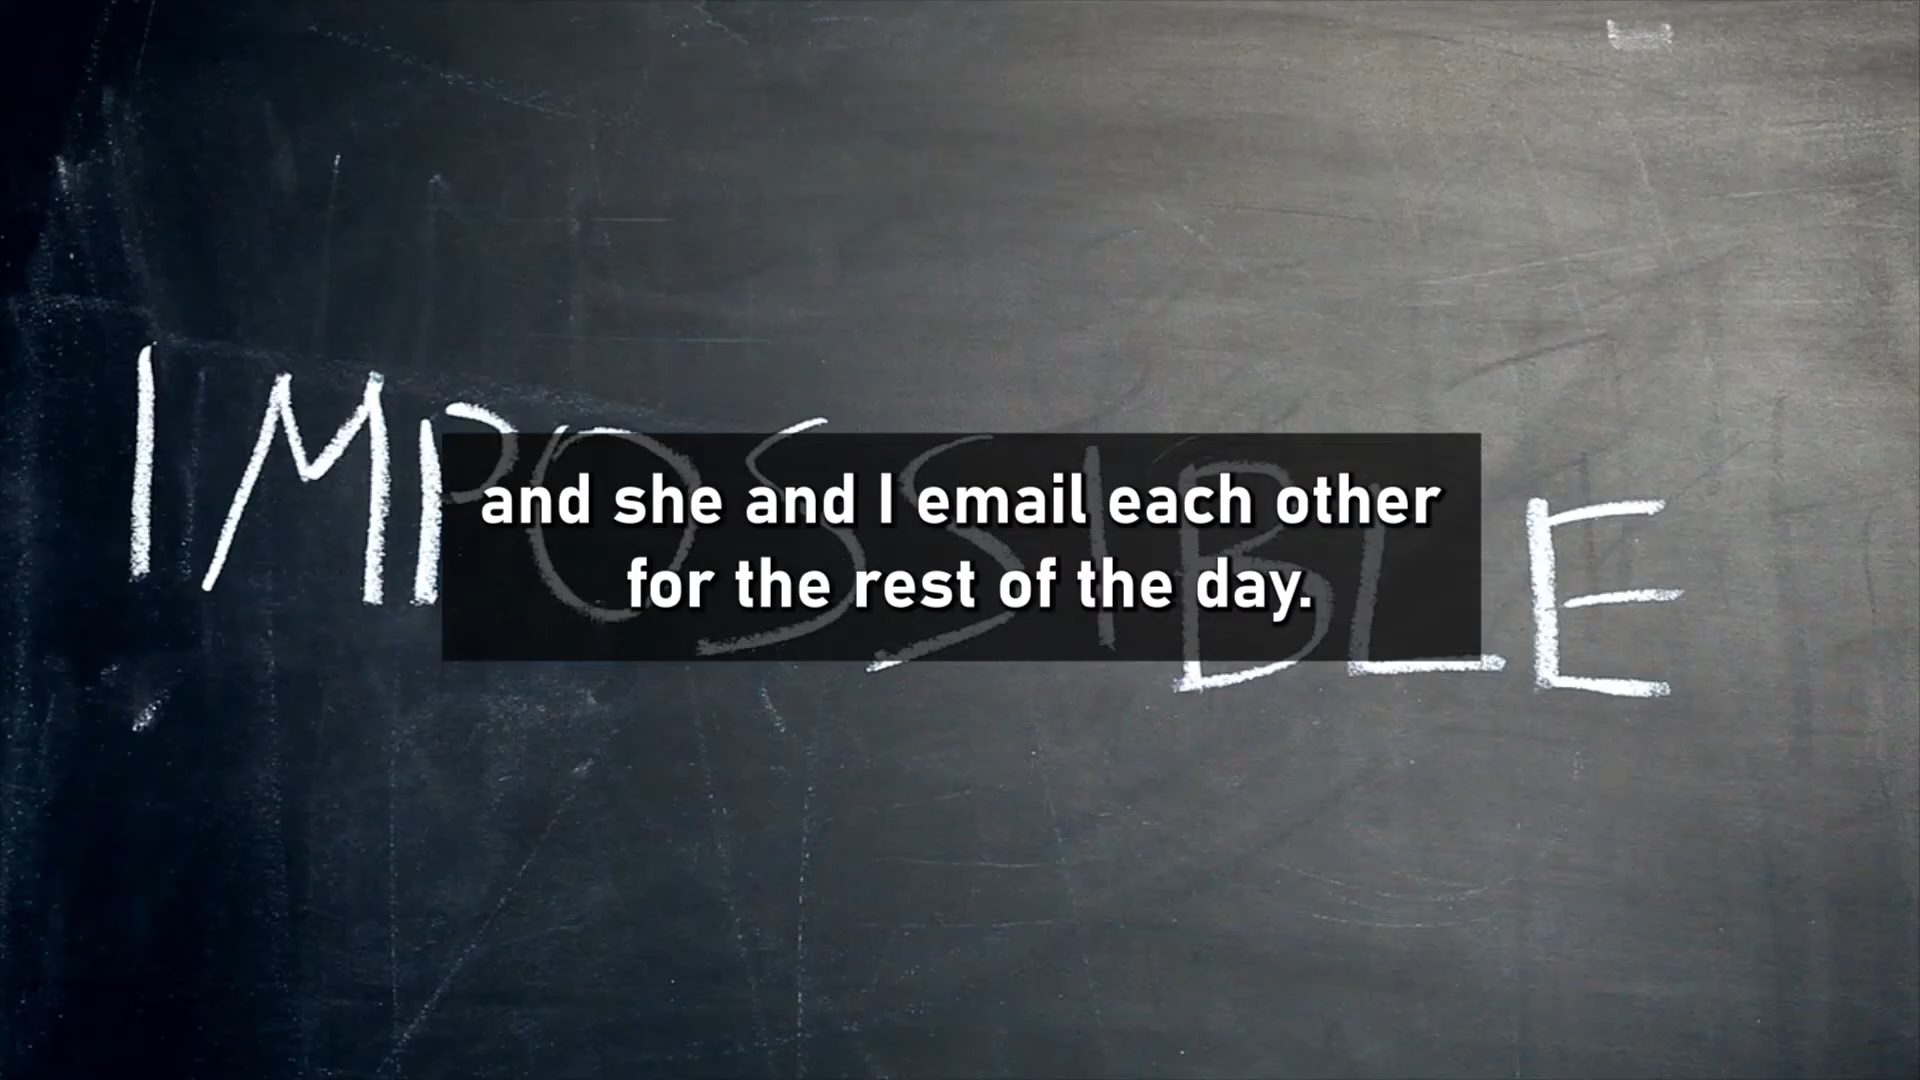 IMPOSSIBLE
and she and I email each other
for the rest of the day.